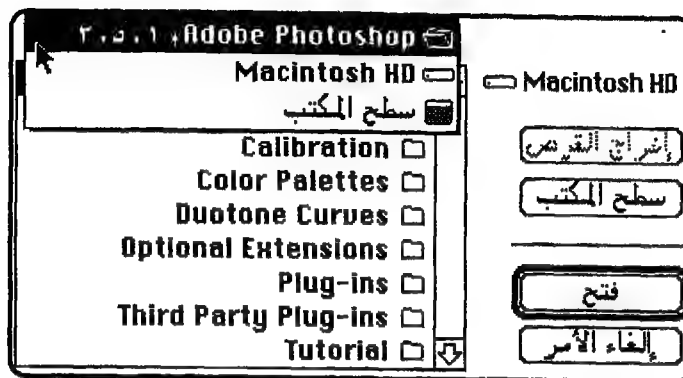 Adobe Photoshop ٢.٥.١
Macintosh HD
سطح المكتب
Calibration
Color Palettes
Duotone Curves
Optional Extensions
Plug-ins
Third Party Plug-ins
Tutorial
Macintosh HD
إخراج القرص
سطح المكتب
فتح
إلغاء الأمر